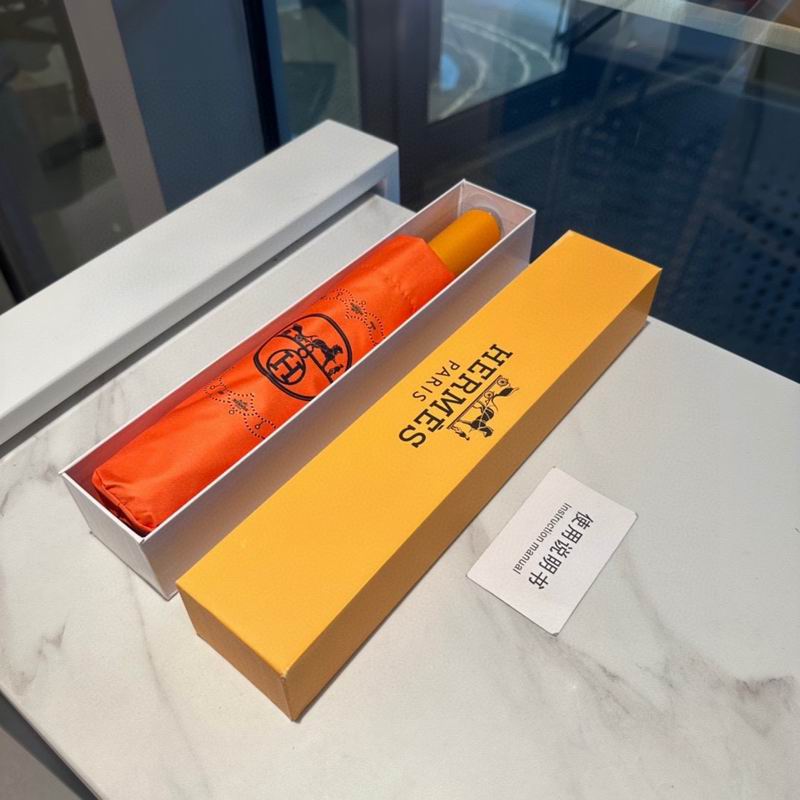 HERMÈS
PARIS
H
使用说明书
Instruction manual